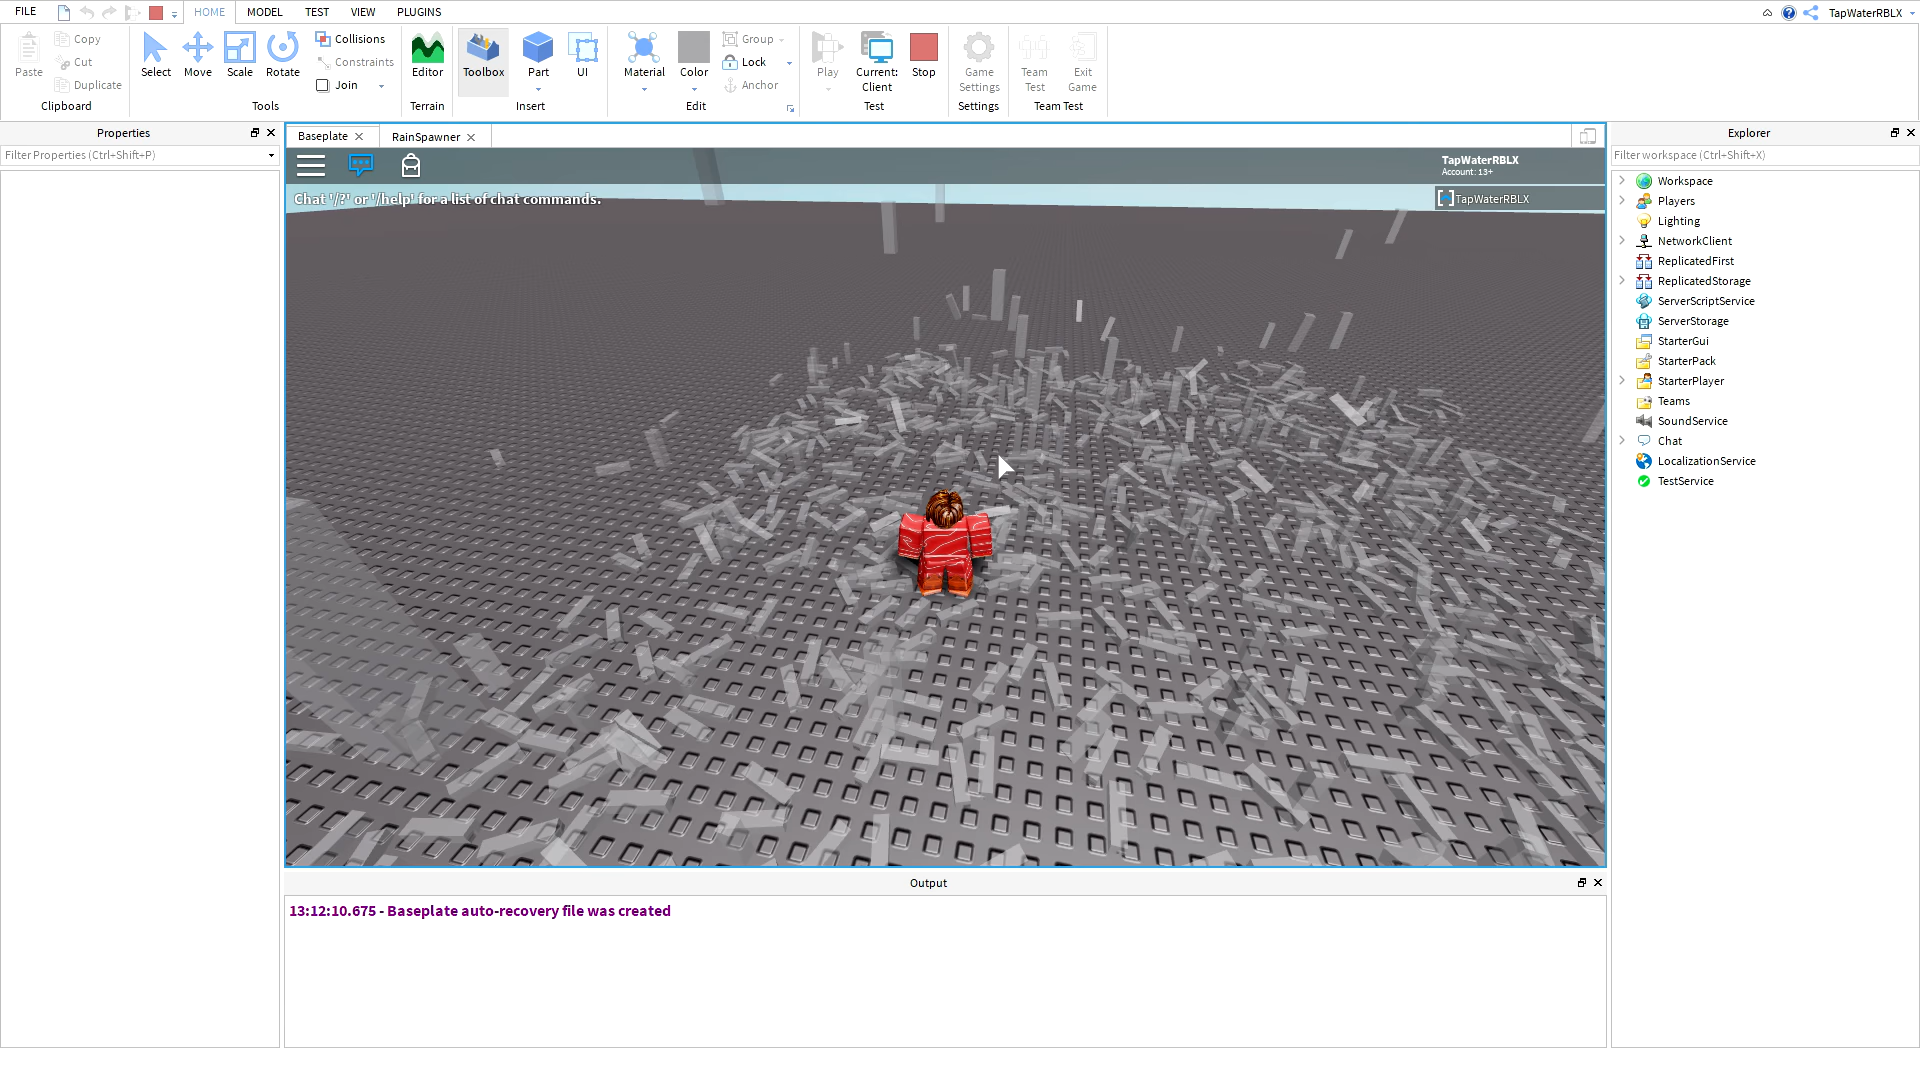 FILE HOME MODEL TEST VIEW PLUGINS TapWaterRBLX
Paste
Copy
Cut
Duplicate
Clipboard
Select
Move
Scale
Rotate
Collisions
Constraints
Join
Tools
Editor
Terrain
Toolbox
Part
UI
Insert
Material
Color
Group
Lock
Anchor
Edit
Play
Current:
Client
Stop
Test
Game
Settings
Settings
Team
Test
Exit
Game
Team Test
Properties
Filter Properties (Ctrl+Shift+P)
Baseplate
RainSpawner
TapWaterRBLX
Account: 13+
Chat '/?' or '/help' for a list of chat commands.
TapWaterRBLX
Output
13:12:10.675 - Baseplate auto-recovery file was created
Explorer
Filter workspace (Ctrl+Shift+X)
Workspace
Players
Lighting
NetworkClient
ReplicatedFirst
ReplicatedStorage
ServerScriptService
ServerStorage
StarterGui
StarterPack
StarterPlayer
Teams
SoundService
Chat
LocalizationService
TestService